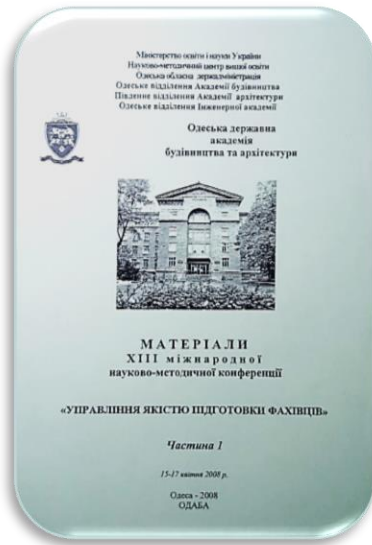 Міністерство освіти і науки України
Науково-методичний центр вищої освіти
Одеська обласна держадміністрація
Одеське відділення Академії будівництва
Південне відділення Академії архітектури
Одеське відділення Інженерної академії
Одеська державна
академія
будівництва та архітектури
МАТЕРІАЛИ
XIII міжнародної
науково-методичної конференції
«УПРАВЛІННЯ ЯКІСТЮ ПІДГОТОВКИ ФАХІВЦІВ»
Частина 1
15-17 квітня 2008 р.
Одеса - 2008
ОДАБА